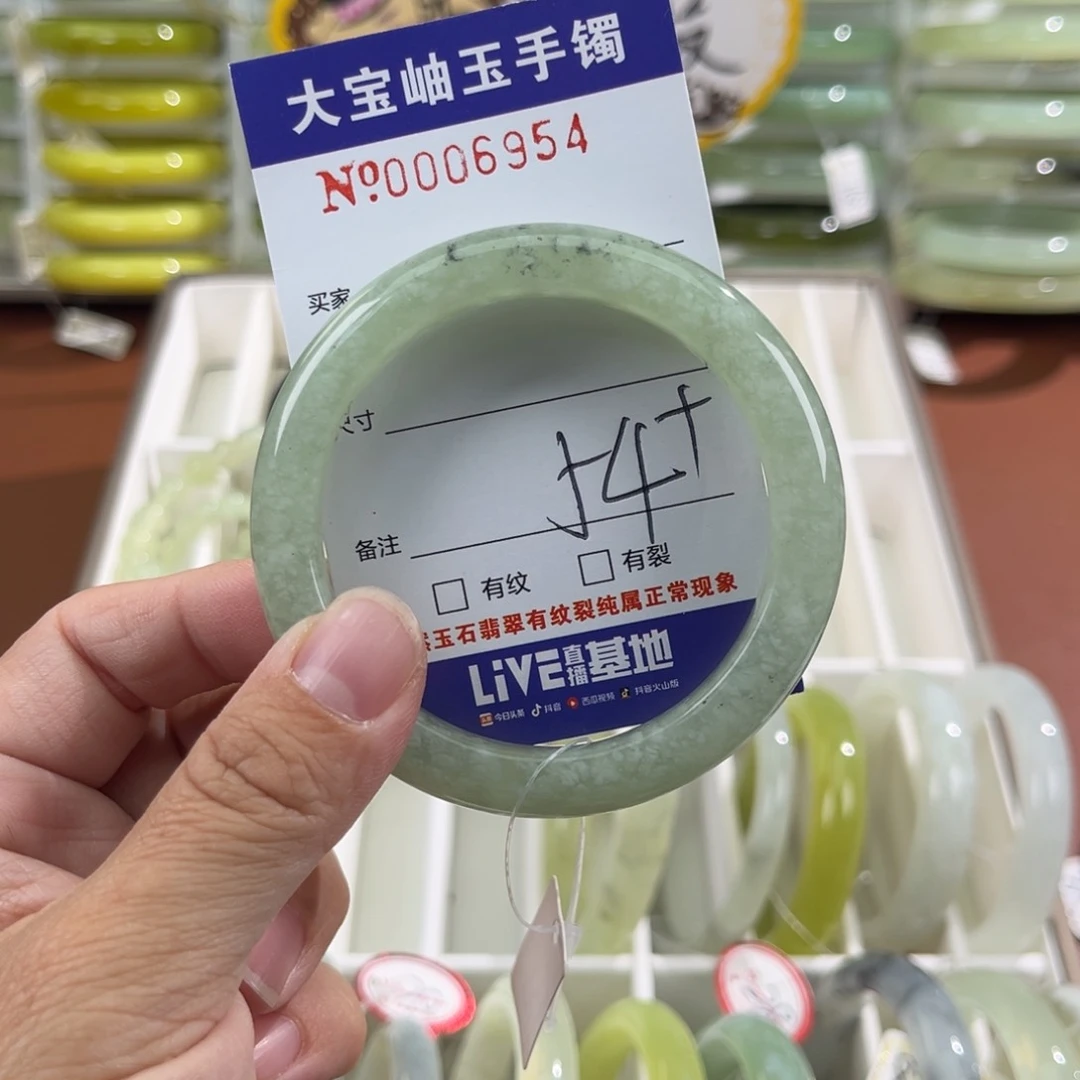 大宝岫玉手镯
№0006954
买家
尺寸
54+
备注
有纹 有裂
然玉石翡翠有纹裂纯属正常现象
LiVE直播基地
今日头条 抖音 西瓜视频 抖音火山版